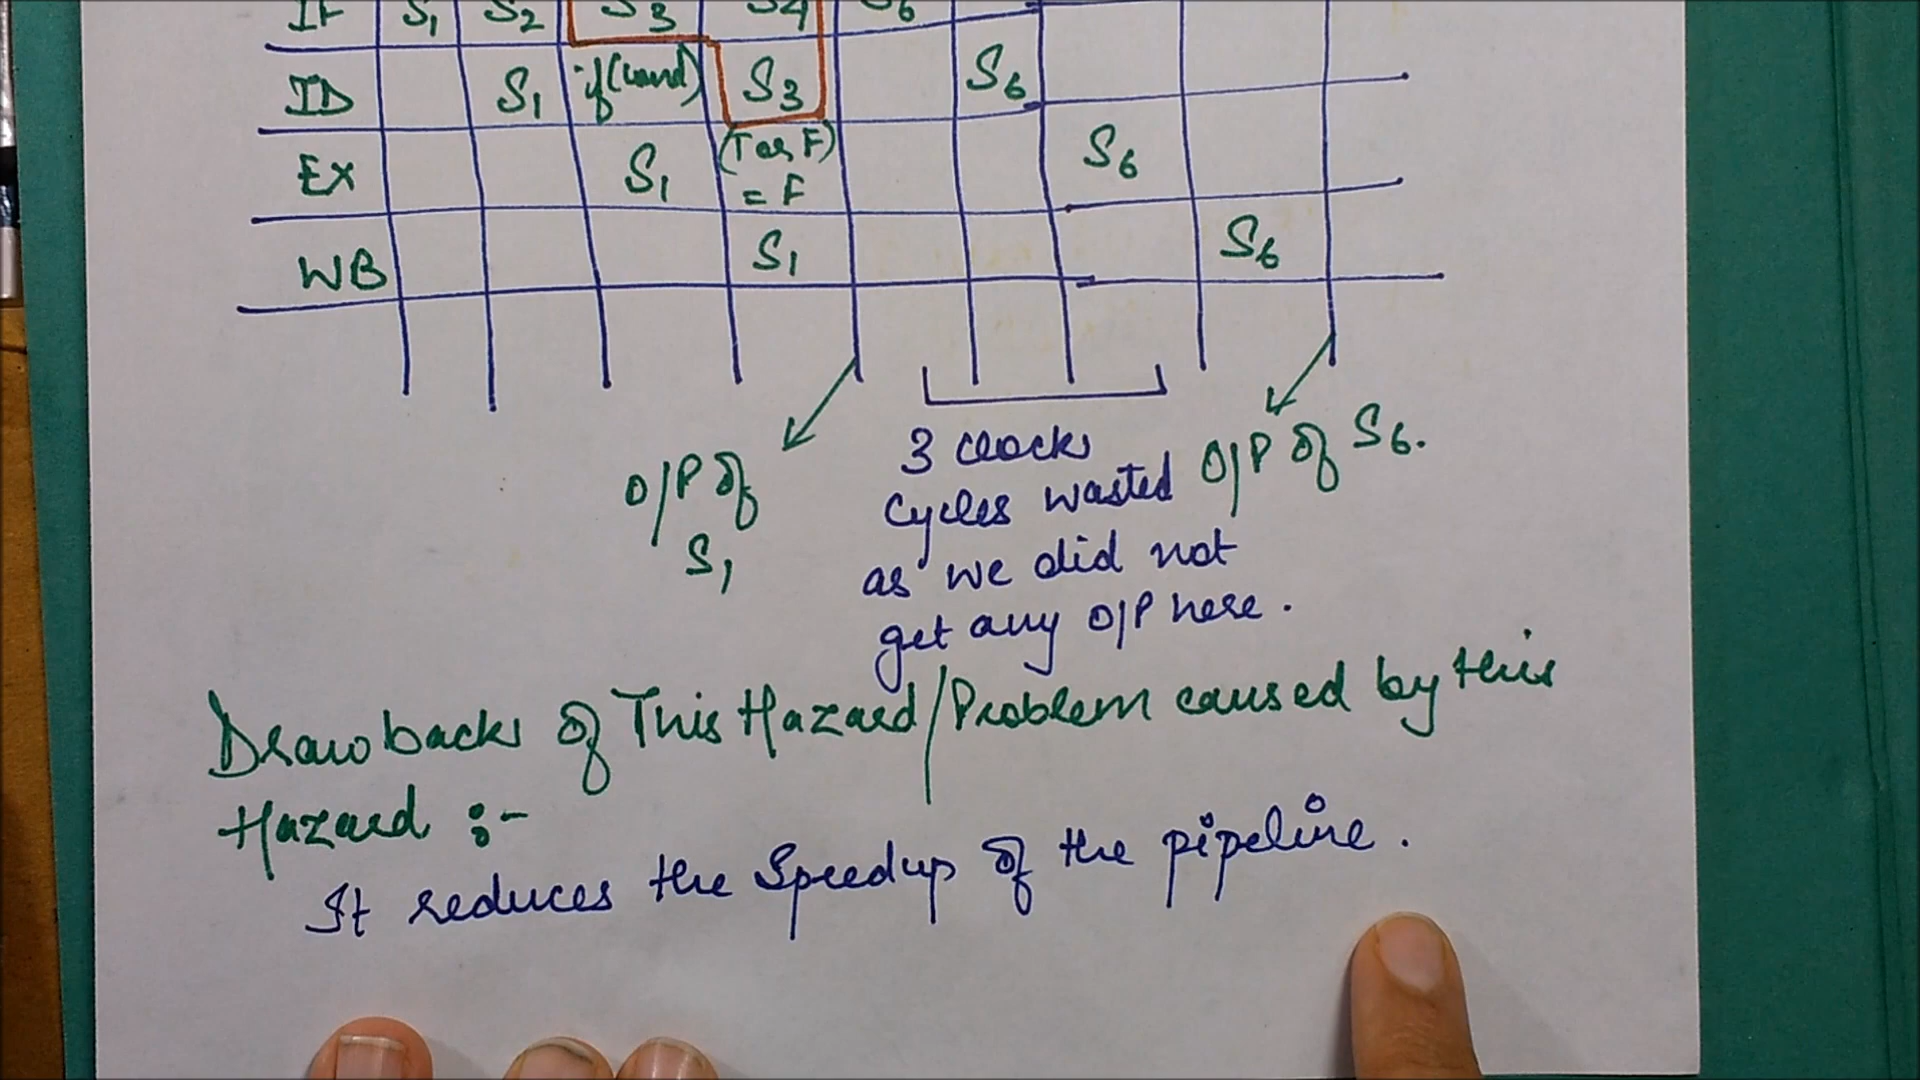 IF S1 S2 S3 S4 S6
ID S1 if(cond) S3 S6
EX S1 (T or F) = F S6
WB S1 S6
O/P of S1
3 clocks
cycles wasted
as we did not
get any O/P here.
O/P of S6.
Drawbacks of This Hazard/Problem caused by this
Hazard :-
It reduces the Speedup of the pipeline.